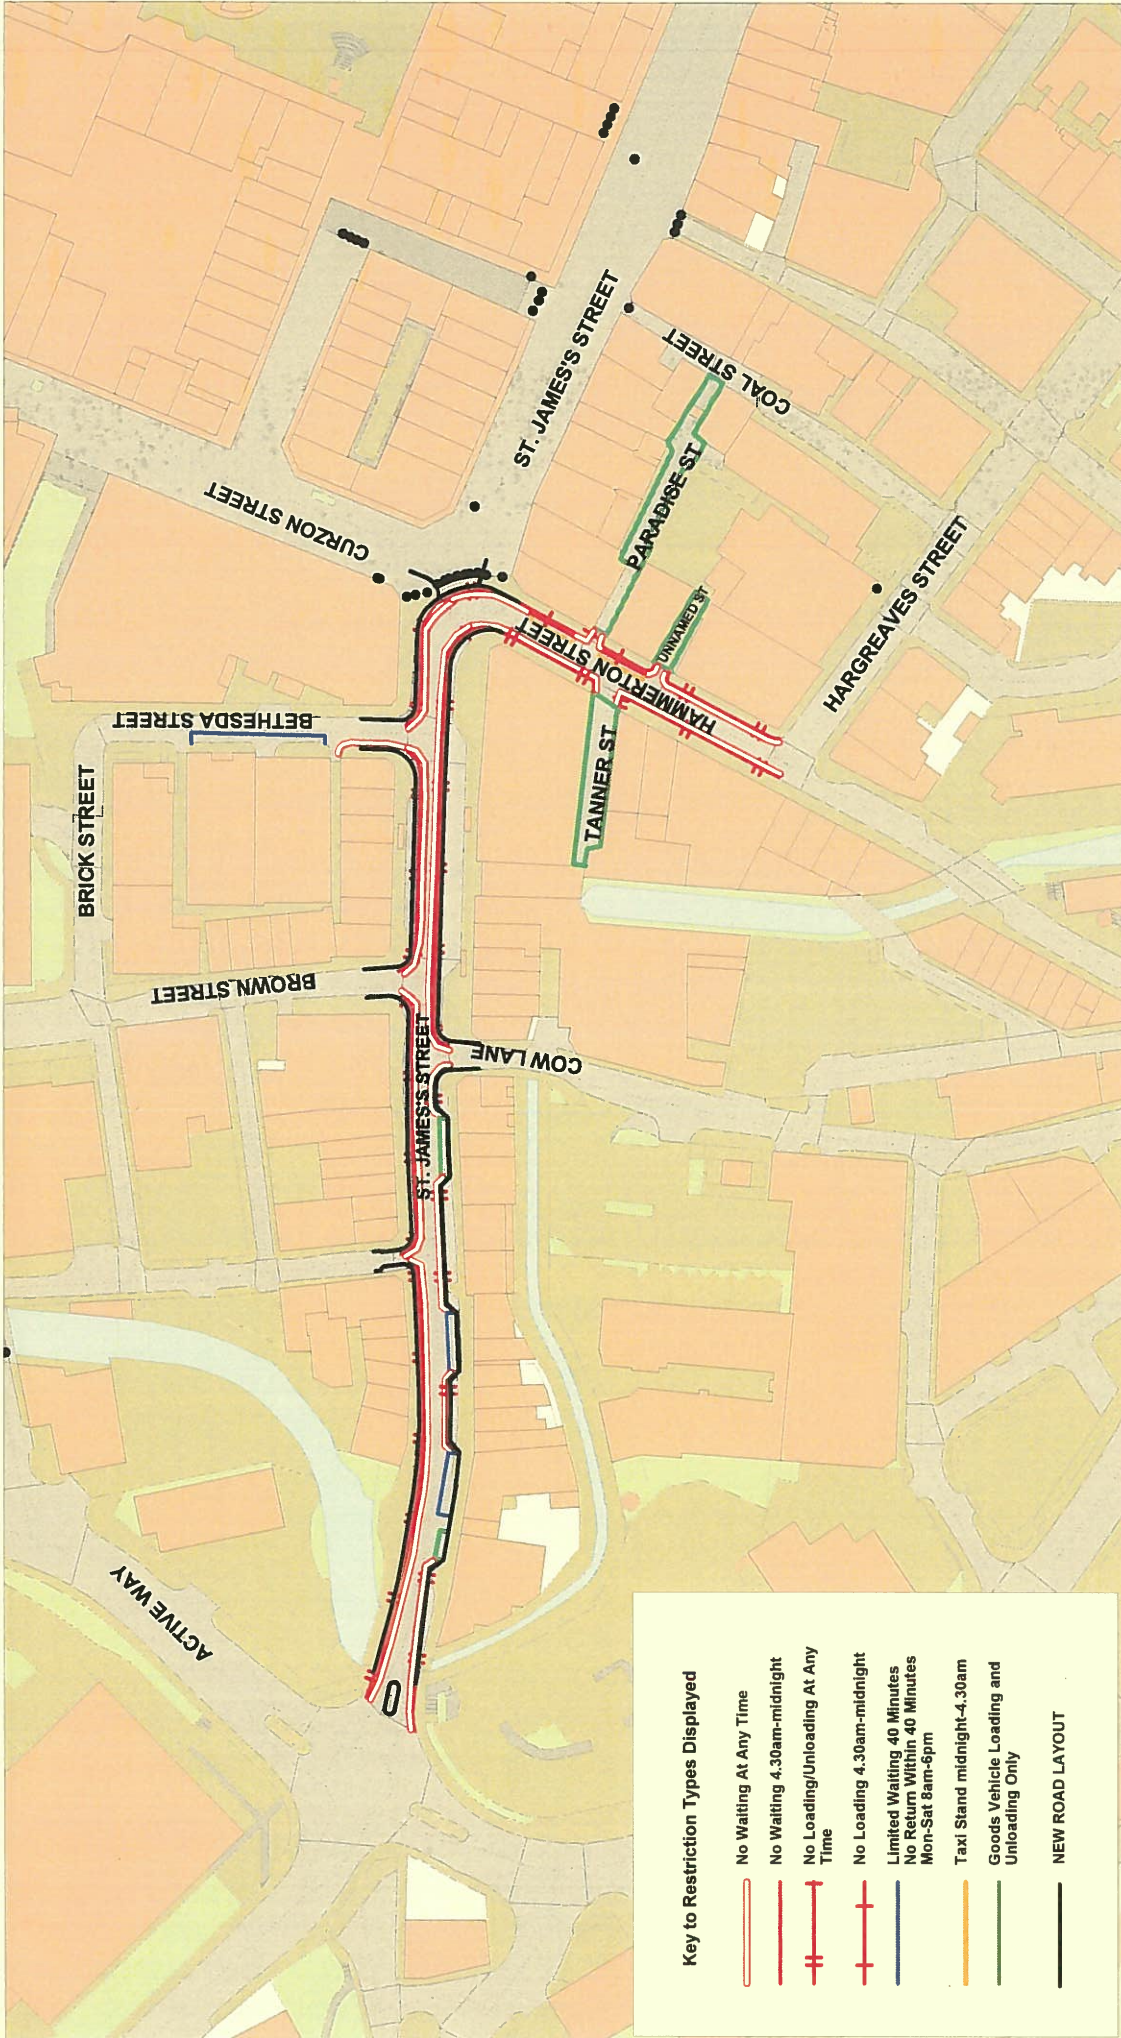 ST. JAMES'S STREET
COAL STREET
CURZON STREET
PARADISE ST
UNNAMED ST
HARGREAVES STREET
HAMMERTON STREET
BETHESDA STREET
TANNER ST
BRICK STREET
BROWN STREET
ST. JAMES'S STREET
COW LANE
ACTIVE WAY
Key to Restriction Types Displayed
No Waiting At Any Time
No Waiting 4.30am-midnight
No Loading/Unloading At Any
Time
No Loading 4.30am-midnight
Limited Waiting 40 Minutes
No Return Within 40 Minutes
Mon-Sat 8am-6pm
Taxi Stand midnight-4.30am
Goods Vehicle Loading and
Unloading Only
NEW ROAD LAYOUT